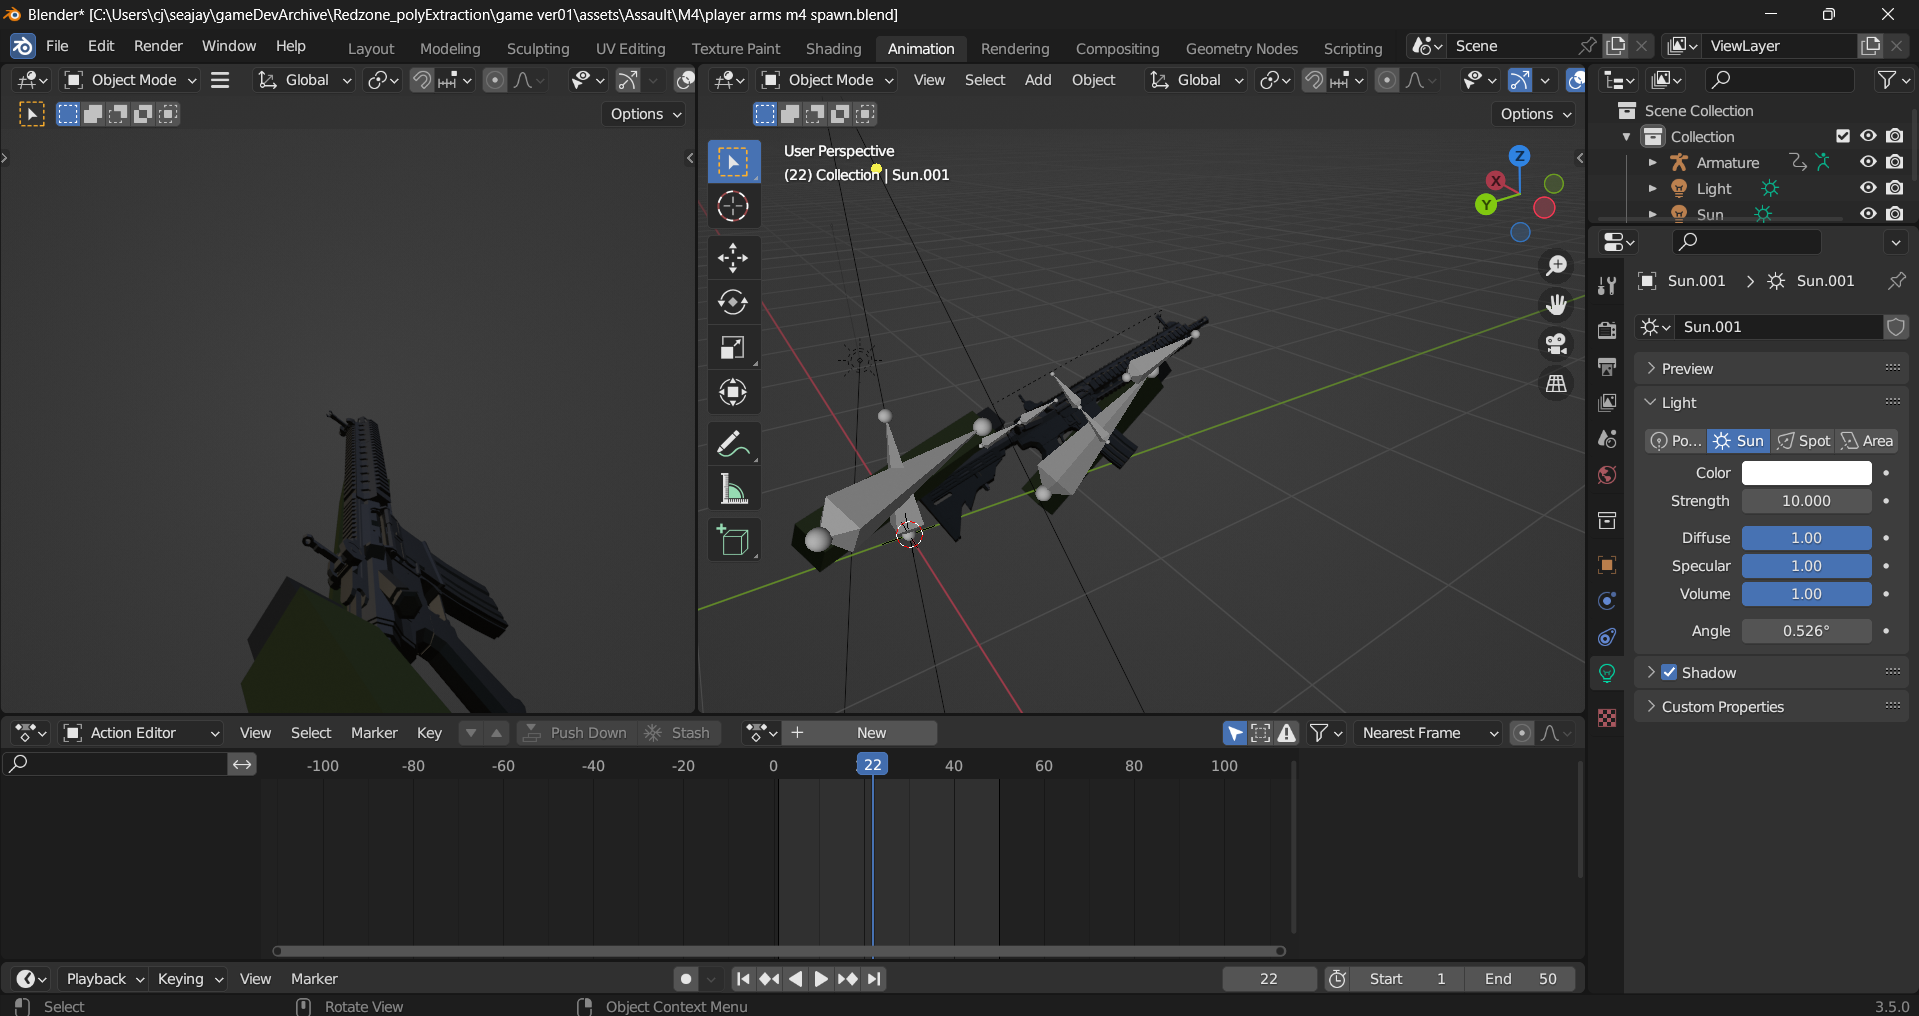 Blender* [C:\Users\cj\seajay\gameDevArchive\Redzone_polyExtraction\game ver01\assets\Assault\M4\player arms m4 spawn.blend]
File Edit Render Window Help Layout Modeling Sculpting UV Editing Texture Paint Shading Animation Rendering Compositing Geometry Nodes Scripting Scene ViewLayer
Object Mode Global Object Mode View Select Add Object Global
Options Options
Scene Collection
Collection
Armature
Light
Sun
User Perspective
(22) Collection | Sun.001
Z
X
Y
Sun.001 Sun.001
Sun.001
Preview
Light
Po... Sun Spot Area
Color
Strength 10.000
Diffuse 1.00
Specular 1.00
Volume 1.00
Angle 0.526°
Shadow
Custom Properties
Action Editor View Select Marker Key Push Down Stash New Nearest Frame
-100 -80 -60 -40 -20 0 22 40 60 80 100
Playback Keying View Marker 22 Start 1 End 50
Select Rotate View Object Context Menu 3.5.0